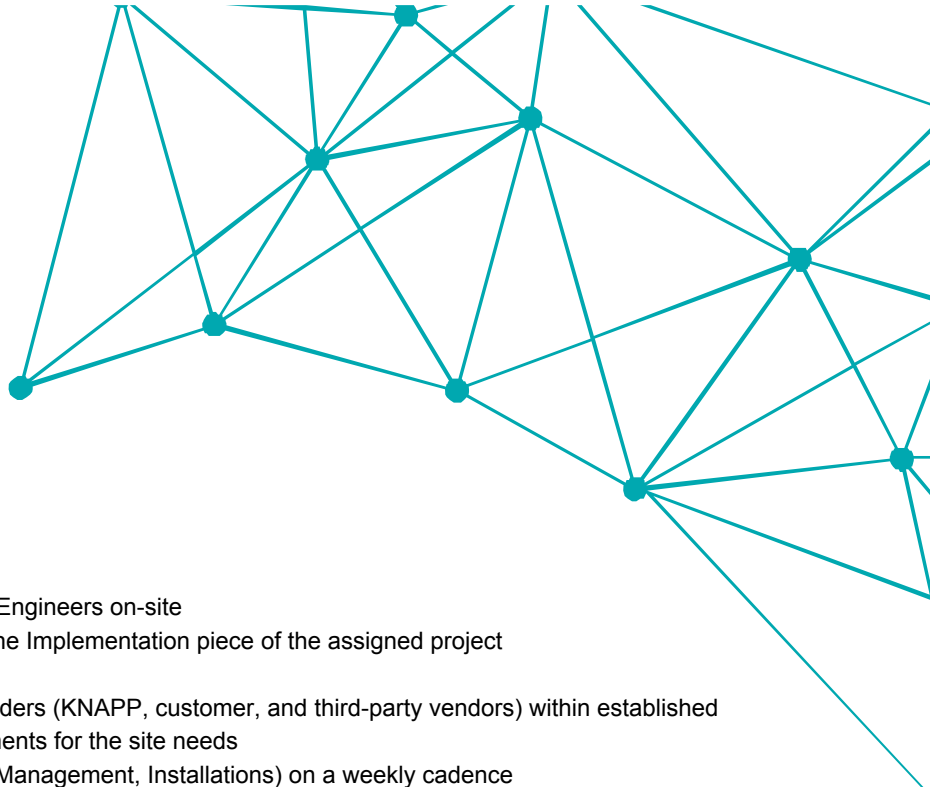 Engineers on-site
he Implementation piece of the assigned project
ders (KNAPP, customer, and third-party vendors) within established
ents for the site needs
Management, Installations) on a weekly cadence